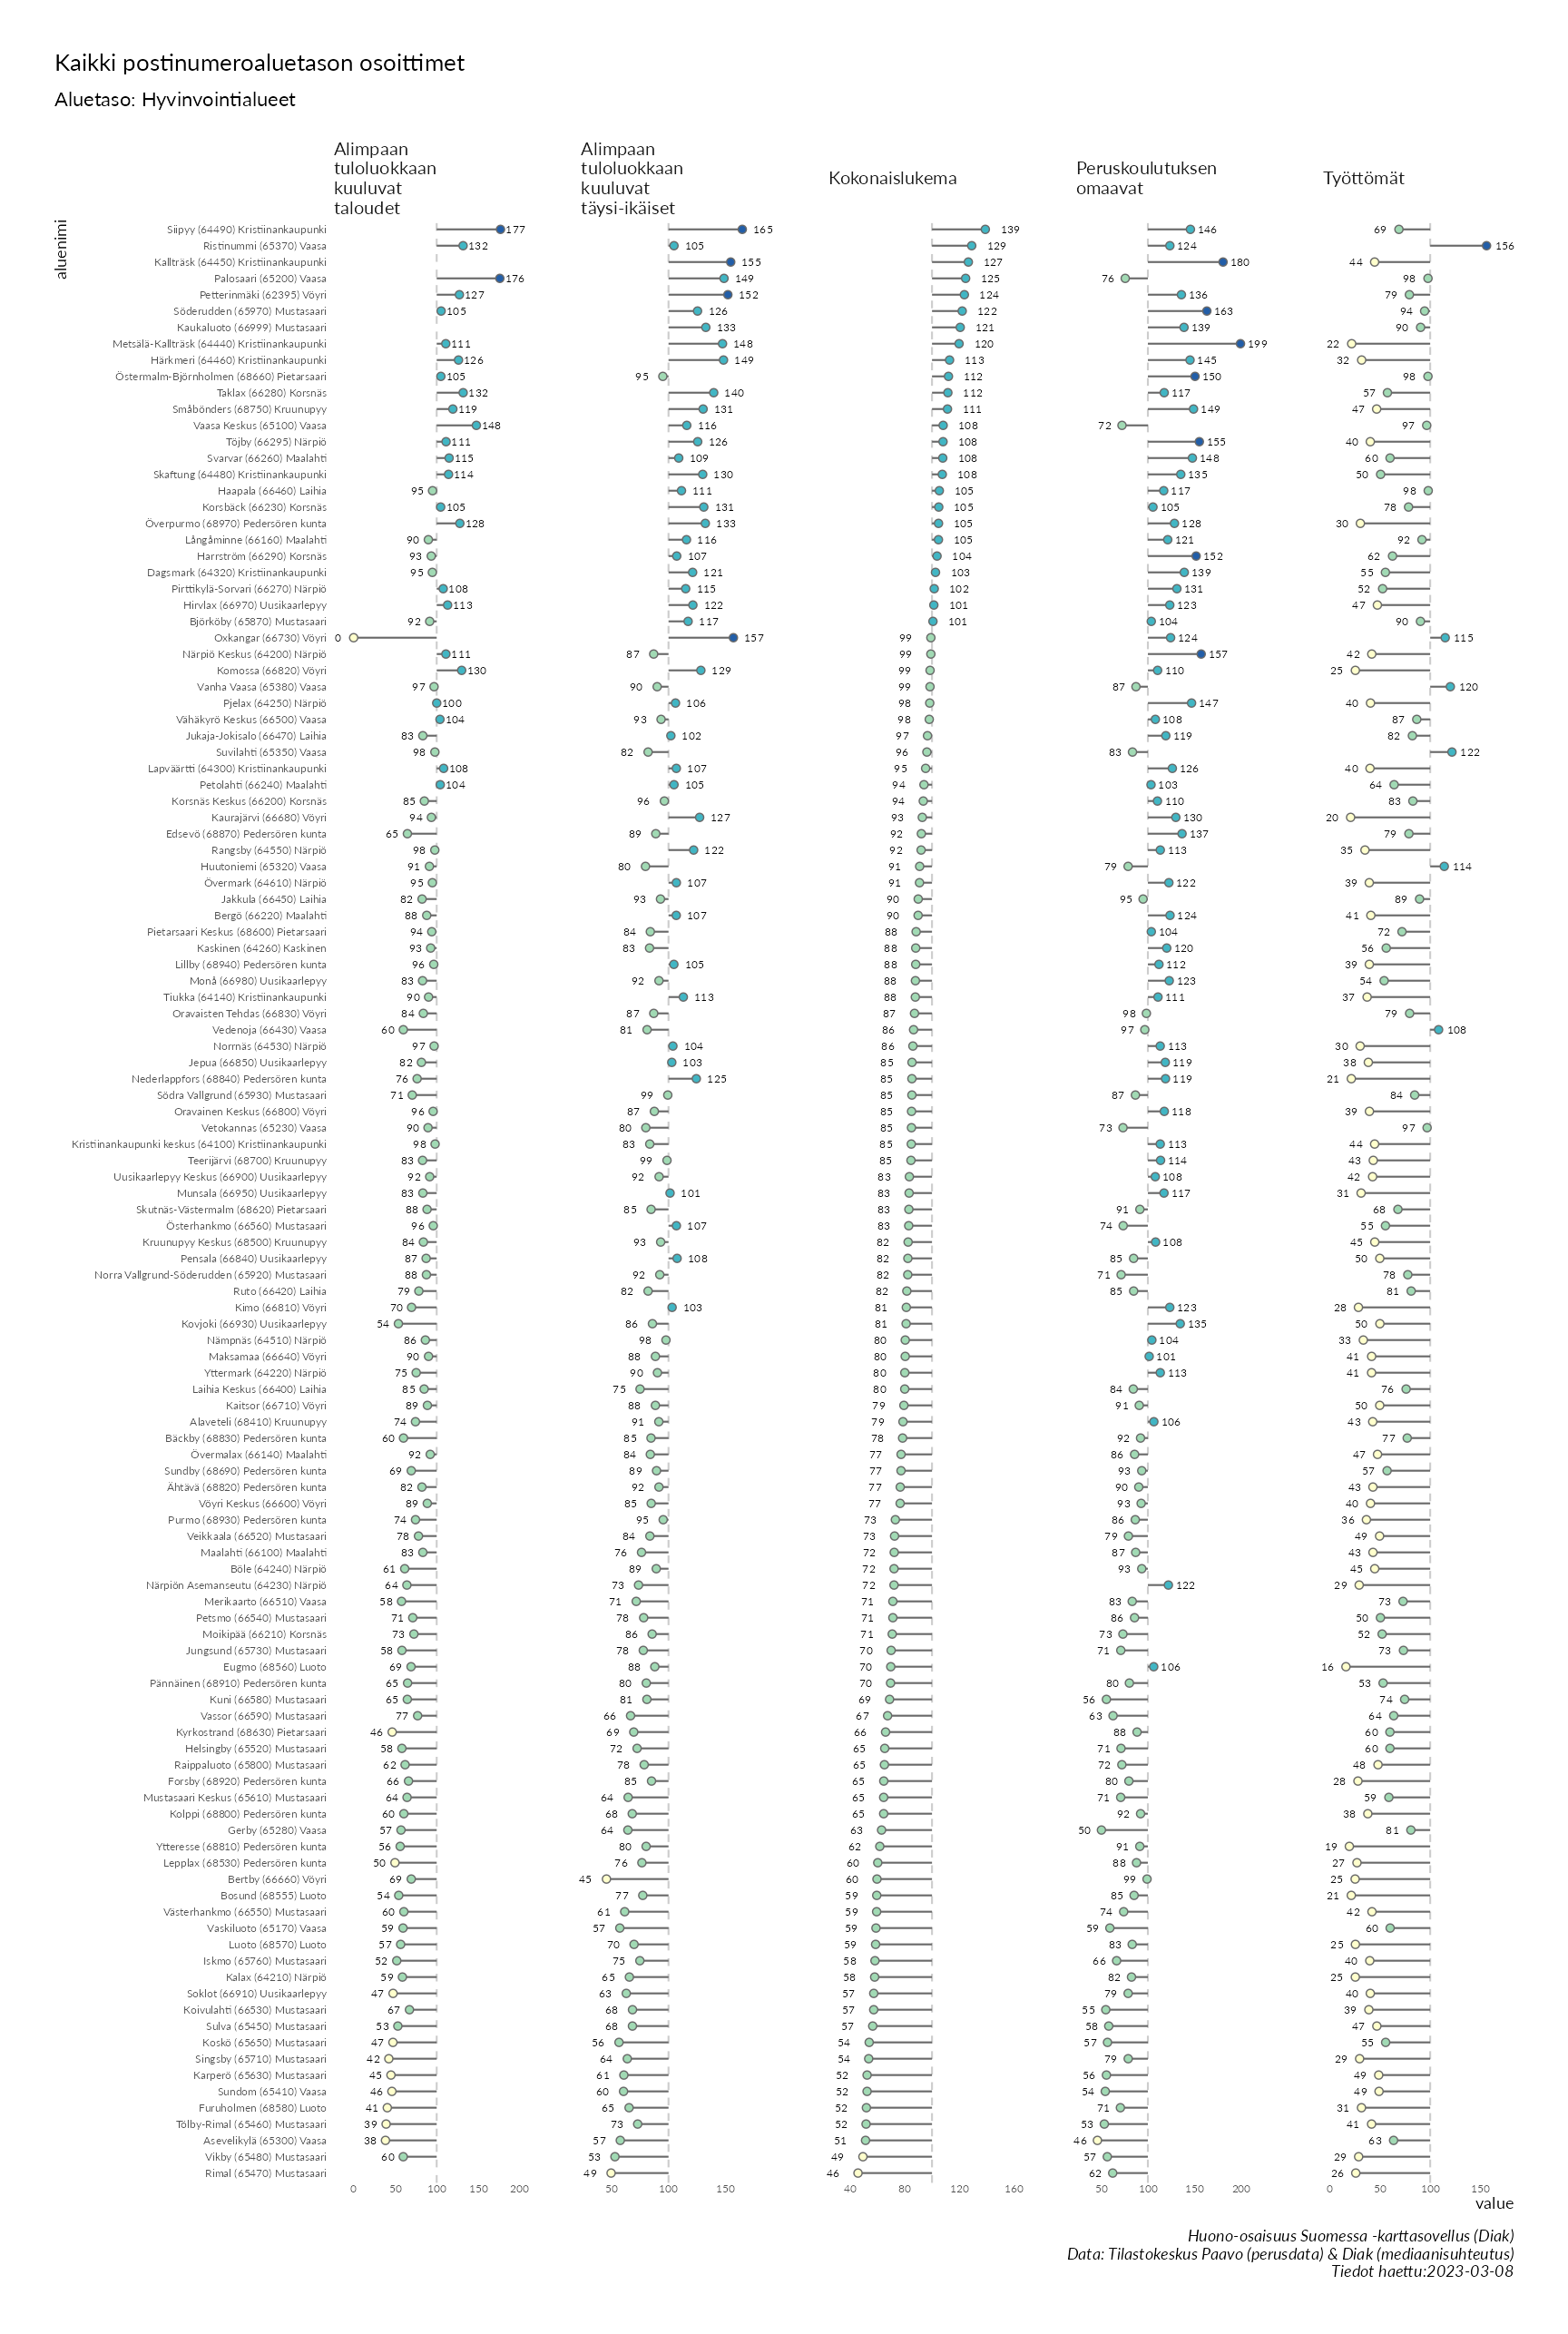 Kaikki postinumeroaluetason osoittimet
Aluetaso: Hyvinvointialueet
Alimpaan tuloluokkaan kuuluvat taloudet
Alimpaan tuloluokkaan kuuluvat täysi-ikäiset
Kokonaislukema
Peruskoulutuksen omaavat
Työttömät
aluenimi
Siipyy (64490) Kristiinankaupunki 177 165 139 146 69
Ristinummi (65370) Vaasa 132 105 129 124 156
Kallträsk (64450) Kristiinankaupunki 155 127 180 44
Palosaari (65200) Vaasa 176 149 125 76 98
Petterinmäki (62395) Vöyri 127 152 124 136 79
Söderudden (65970) Mustasaari 105 126 122 163 94
Kaukaluoto (66999) Mustasaari 133 121 139 90
Metsälä-Kallträsk (64440) Kristiinankaupunki 111 148 120 199 22
Härkmeri (64460) Kristiinankaupunki 126 149 113 145 32
Östermalm-Björnholmen (68660) Pietarsaari 105 95 112 150 98
Taklax (66280) Korsnäs 132 140 112 117 57
Småbönders (68750) Kruunupyy 119 131 111 149 47
Vaasa Keskus (65100) Vaasa 148 116 108 72 97
Töjby (66295) Närpiö 111 126 108 155 40
Svarvar (66260) Maalahti 115 109 108 148 60
Skaftung (64480) Kristiinankaupunki 114 130 108 135 50
Haapala (66460) Laihia 95 111 105 117 98
Korsbäck (66230) Korsnäs 105 131 105 105 78
Överpurmo (68970) Pedersören kunta 128 133 105 128 30
Långåminne (66160) Maalahti 90 116 105 121 92
Harrström (66290) Korsnäs 93 107 104 152 62
Dagsmark (64320) Kristiinankaupunki 95 121 103 139 55
Pirttikylä-Sorvari (66270) Närpiö 108 115 102 131 52
Hirvlax (66970) Uusikaarlepyy 113 122 101 123 47
Björköby (65870) Mustasaari 92 117 101 104 90
Oxkangar (66730) Vöyri 0 157 99 124 115
Närpiö Keskus (64200) Närpiö 111 87 99 157 42
Komossa (66820) Vöyri 130 129 99 110 25
Vanha Vaasa (65380) Vaasa 97 90 99 87 120
Pjelax (64250) Närpiö 100 106 98 147 40
Vähäkyrö Keskus (66500) Vaasa 104 93 98 108 87
Jukaja-Jokisalo (66470) Laihia 83 102 97 119 82
Suvilahti (65350) Vaasa 98 82 96 83 122
Lapväärtti (64300) Kristiinankaupunki 108 107 95 126 40
Petolahti (66240) Maalahti 104 105 94 103 64
Korsnäs Keskus (66200) Korsnäs 85 96 94 110 83
Kaurajärvi (66680) Vöyri 94 127 93 130 20
Edsevö (68870) Pedersören kunta 65 89 92 137 79
Rangsby (64550) Närpiö 98 122 92 113 35
Huutoniemi (65320) Vaasa 91 80 91 79 114
Övermark (64610) Närpiö 95 107 91 122 39
Jakkula (66450) Laihia 82 93 90 95 89
Bergö (66220) Maalahti 88 107 90 124 41
Pietarsaari Keskus (68600) Pietarsaari 94 84 88 104 72
Kaskinen (64260) Kaskinen 93 83 88 120 56
Lillby (68940) Pedersören kunta 96 105 88 112 39
Monå (66980) Uusikaarlepyy 83 92 88 123 54
Tiukka (64140) Kristiinankaupunki 90 113 88 111 37
Oravaisten Tehdas (66830) Vöyri 84 87 87 98 79
Vedenoja (66430) Vaasa 60 81 86 97 108
Norrnäs (64530) Närpiö 97 104 86 113 30
Jepua (66850) Uusikaarlepyy 82 103 85 119 38
Nederlappfors (68840) Pedersören kunta 76 125 85 119 21
Södra Vallgrund (65930) Mustasaari 71 99 85 87 84
Oravainen Keskus (66800) Vöyri 96 87 85 118 39
Vetokannas (65230) Vaasa 90 80 85 73 97
Kristiinankaupunki keskus (64100) Kristiinankaupunki 98 83 85 113 44
Teerijärvi (68700) Kruunupyy 83 99 85 114 43
Uusikaarlepyy Keskus (66900) Uusikaarlepyy 92 92 83 108 42
Munsala (66950) Uusikaarlepyy 83 101 83 117 31
Skutnäs-Västermalm (68620) Pietarsaari 88 85 83 91 68
Österhankmo (66560) Mustasaari 96 107 83 74 55
Kruunupyy Keskus (68500) Kruunupyy 84 93 82 108 45
Pensala (66840) Uusikaarlepyy 87 108 82 85 50
Norra Vallgrund-Söderudden (65920) Mustasaari 88 92 82 71 78
Ruto (66420) Laihia 79 82 82 85 81
Kimo (66810) Vöyri 70 103 81 123 28
Kovjoki (66930) Uusikaarlepyy 54 86 81 135 50
Nämpnäs (64510) Närpiö 86 98 80 104 33
Maksamaa (66640) Vöyri 90 88 80 101 41
Yttermark (64220) Närpiö 75 90 80 113 41
Laihia Keskus (66400) Laihia 85 75 80 84 76
Kaitsor (66710) Vöyri 89 88 79 91 50
Alaveteli (68410) Kruunupyy 74 91 79 106 43
Bäckby (68830) Pedersören kunta 60 85 78 92 77
Övermalax (66140) Maalahti 92 84 77 86 47
Sundby (68690) Pedersören kunta 69 89 77 93 57
Ähtävä (68820) Pedersören kunta 82 92 77 90 43
Vöyri Keskus (66600) Vöyri 89 85 77 93 40
Purmo (68930) Pedersören kunta 74 95 73 86 36
Veikkaala (66520) Mustasaari 78 84 73 79 49
Maalahti (66100) Maalahti 83 76 72 87 43
Böle (64240) Närpiö 61 89 72 93 45
Närpiön Asemanseutu (64230) Närpiö 64 73 72 122 29
Merikaarto (66510) Vaasa 58 71 71 83 73
Petsmo (66540) Mustasaari 71 78 71 86 50
Moikipää (66210) Korsnäs 73 86 71 73 52
Jungsund (65730) Mustasaari 58 78 70 71 73
Eugmo (68560) Luoto 69 88 70 106 16
Pännäinen (68910) Pedersören kunta 65 80 70 80 53
Kuni (66580) Mustasaari 65 81 69 56 74
Vassor (66590) Mustasaari 77 66 67 63 64
Kyrkostrand (68630) Pietarsaari 46 69 66 88 60
Helsingby (65520) Mustasaari 58 72 65 71 60
Raippaluoto (65800) Mustasaari 62 78 65 72 48
Forsby (68920) Pedersören kunta 66 85 65 80 28
Mustasaari Keskus (65610) Mustasaari 64 64 65 71 59
Kolppi (68800) Pedersören kunta 60 68 65 92 38
Gerby (65280) Vaasa 57 64 63 50 81
Ytteresse (68810) Pedersören kunta 56 80 62 91 19
Lepplax (68530) Pedersören kunta 50 76 60 88 27
Bertby (66660) Vöyri 69 45 60 99 25
Bosund (68555) Luoto 54 77 59 85 21
Västerhankmo (66550) Mustasaari 60 61 59 74 42
Vaskiluoto (65170) Vaasa 59 57 59 59 60
Luoto (68570) Luoto 57 70 59 83 25
Iskmo (65760) Mustasaari 52 75 58 66 40
Kalax (64210) Närpiö 59 65 58 82 25
Soklot (66910) Uusikaarlepyy 47 63 57 79 40
Koivulahti (66530) Mustasaari 67 68 57 55 39
Sulva (65450) Mustasaari 53 68 57 58 47
Koskö (65650) Mustasaari 47 56 54 57 55
Singsby (65710) Mustasaari 42 64 54 79 29
Karperö (65630) Mustasaari 45 61 52 56 49
Sundom (65410) Vaasa 46 60 52 54 49
Furuholmen (68580) Luoto 41 65 52 71 31
Tölby-Rimal (65460) Mustasaari 39 73 52 53 41
Asevelikylä (65300) Vaasa 38 57 51 46 63
Vikby (65480) Mustasaari 60 53 49 57 29
Rimal (65470) Mustasaari 49 46 62 26
0 50 100 150 200 50 100 150 40 80 120 160 50 100 150 200 0 50 100 150
value
Huono-osaisuus Suomessa -karttasovellus (Diak)
Data: Tilastokeskus Paavo (perusdata) & Diak (mediaanisuhteutus)
Tiedot haettu:2023-03-08